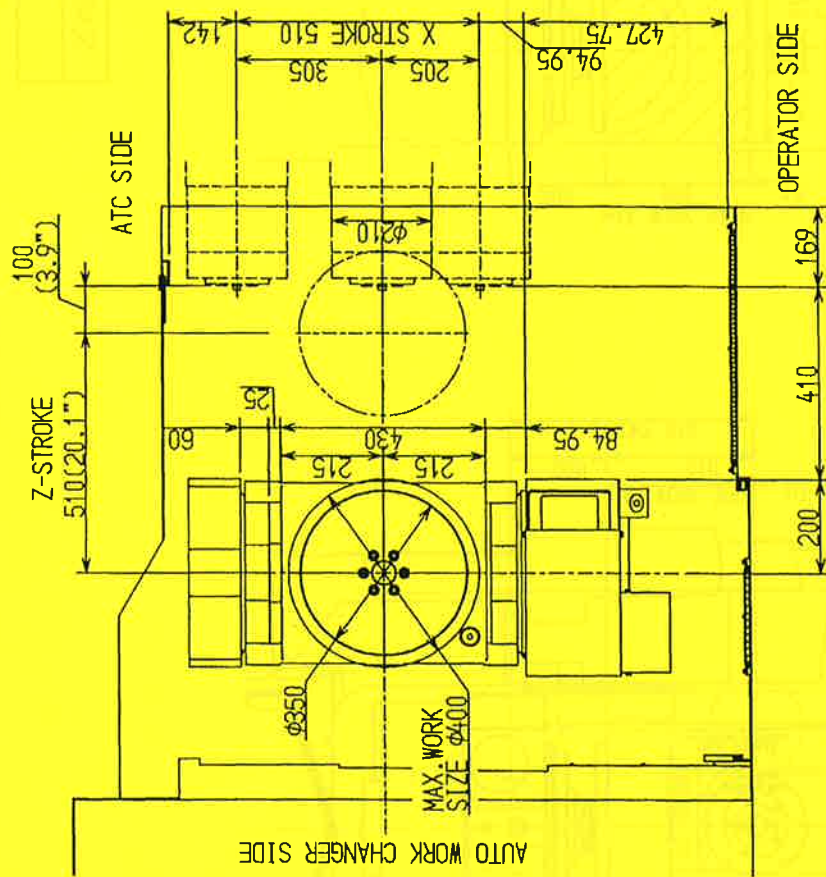 142
X STROKE 510
94.95
427.75
305
205
ATC SIDE
OPERATOR SIDE
100
(3.9")
φ210
169
Z-STROKE
510(20.1")
60
25
430
84.95
215
215
410
200
φ350
MAX.WORK
SIZE φ400
AUTO WORK CHANGER SIDE